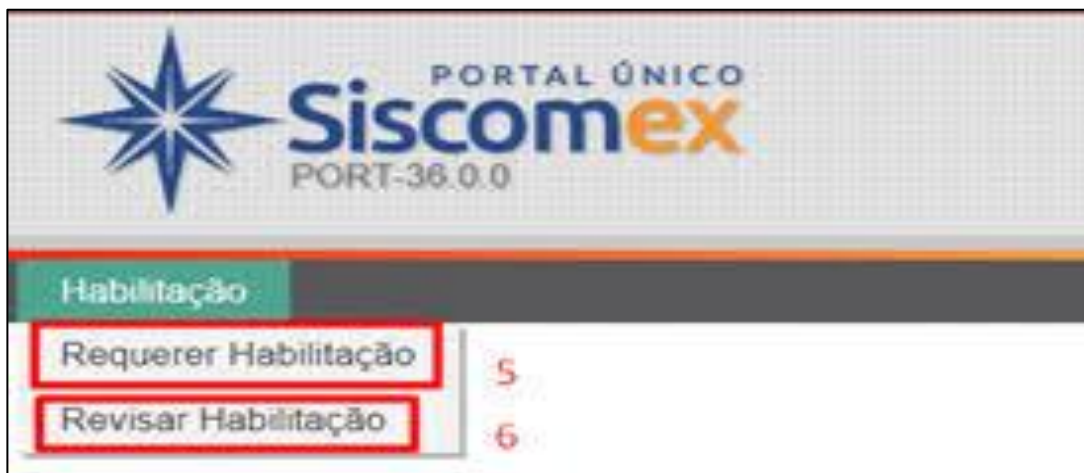 PORTAL ÚNICO
Siscomex
PORT-36.0.0
Habilitação
Requerer Habilitação
5
Revisar Habilitação
6